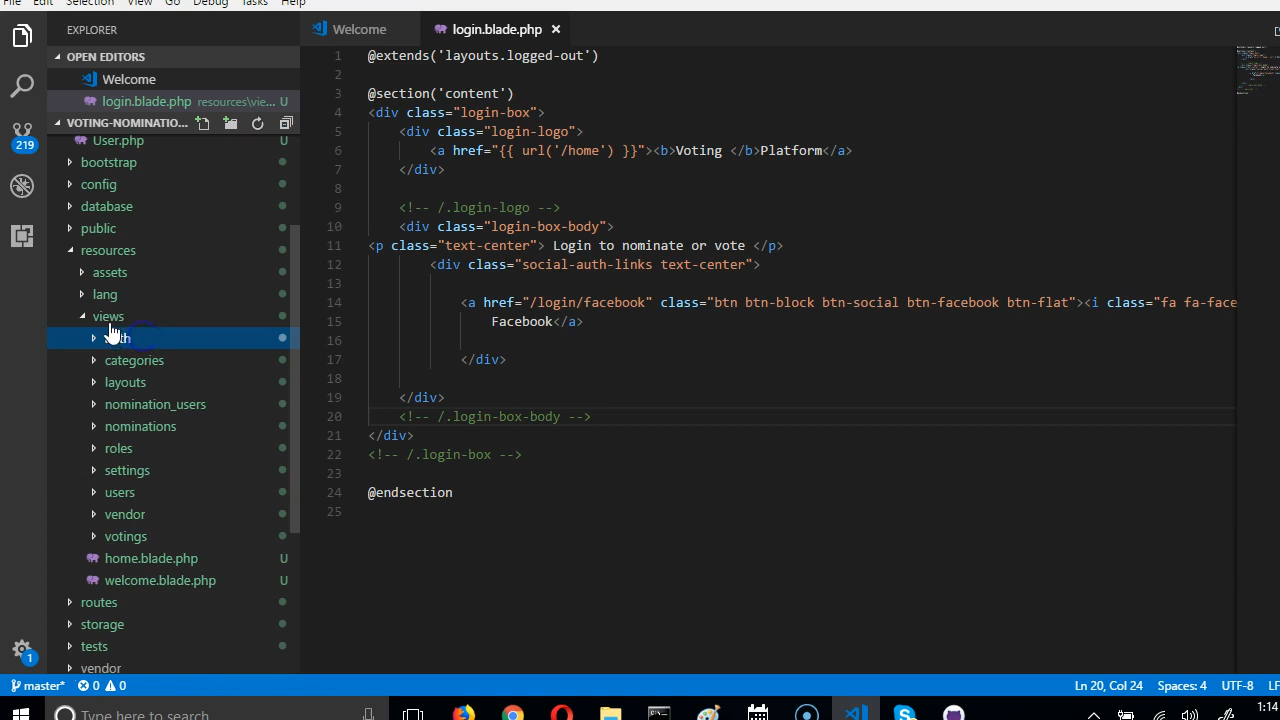 File Edit Selection View Go Debug Tasks Help
EXPLORER
OPEN EDITORS
Welcome
login.blade.php resources\vie... U
VOTING-NOMINATIO...
User.php U
bootstrap
config
database
public
resources
assets
lang
views
categories
layouts
nomination_users
nominations
roles
settings
users
vendor
votings
home.blade.php U
welcome.blade.php U
routes
storage
tests
vendor
219
1
Welcome
login.blade.php
1 @extends('layouts.logged-out')
2
3 @section('content')
4 <div class="login-box">
5 <div class="login-logo">
6 <a href="{{ url('/home') }}"><b>Voting </b>Platform</a>
7 </div>
8
9 <!-- /.login-logo -->
10 <div class="login-box-body">
11 <p class="text-center"> Login to nominate or vote </p>
12 <div class="social-auth-links text-center">
13
14 <a href="/login/facebook" class="btn btn-block btn-social btn-facebook btn-flat"><i class="fa fa-face
15 Facebook</a>
16
17 </div>
18
19 </div>
20 <!-- /.login-box-body -->
21 </div>
22 <!-- /.login-box -->
23
24 @endsection
25
master* 0 0 Ln 20, Col 24 Spaces: 4 UTF-8 LF
Type here to search
1:14